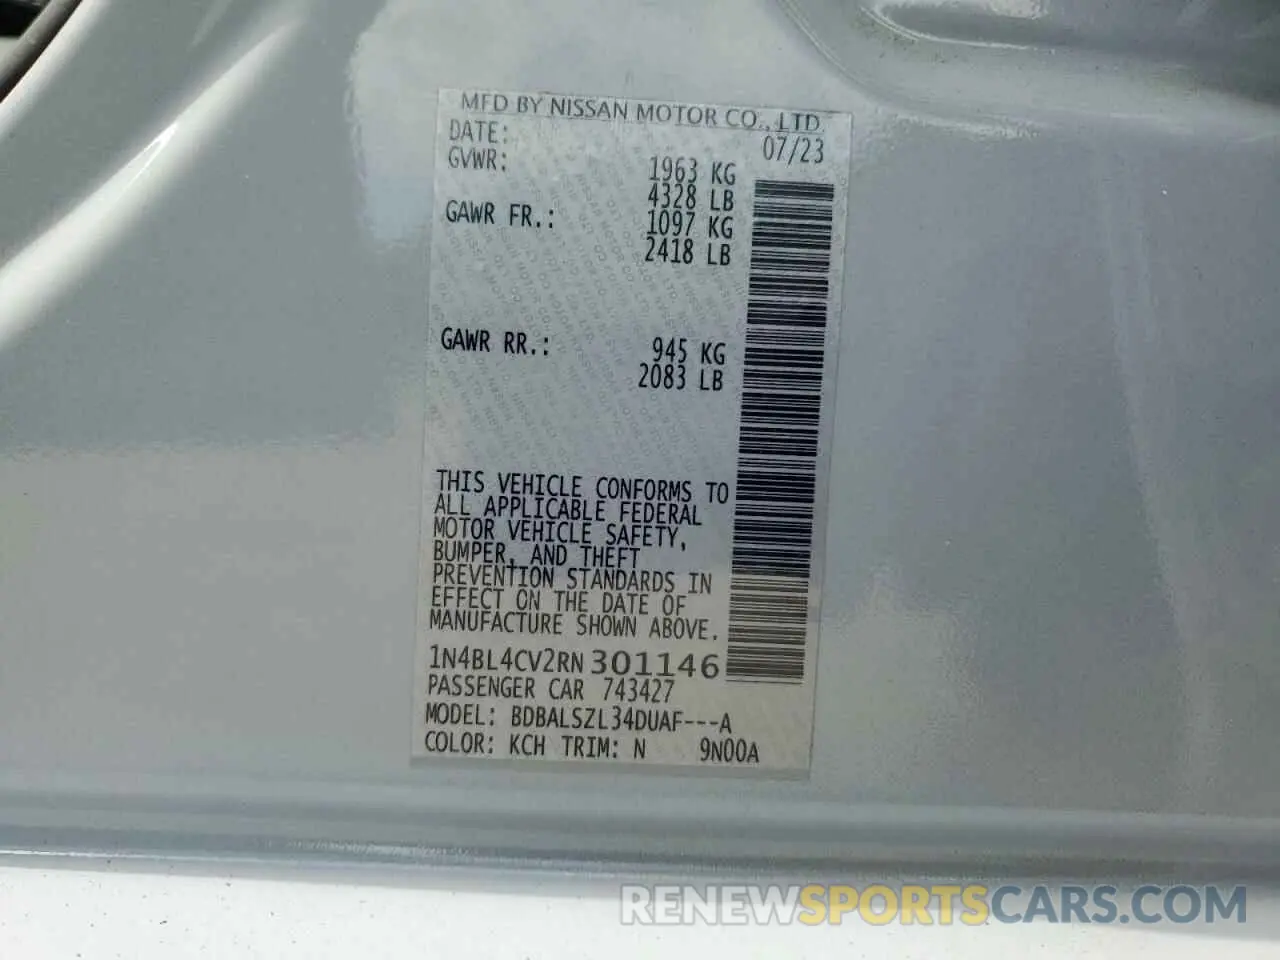 MFD BY NISSAN MOTOR CO., LTD.
DATE: 07/23
GVWR: 1963 KG
4328 LB
GAWR FR.: 1097 KG
2418 LB
GAWR RR.: 945 KG
2083 LB
THIS VEHICLE CONFORMS TO
ALL APPLICABLE FEDERAL
MOTOR VEHICLE SAFETY,
BUMPER, AND THEFT
PREVENTION STANDARDS IN
EFFECT ON THE DATE OF
MANUFACTURE SHOWN ABOVE.
1N4BL4CV2RN301146
PASSENGER CAR 743427
MODEL: BDBALSZL34DUAF---A
COLOR: KCH TRIM: N 9N00A
RENEWSPORTSCARS.COM